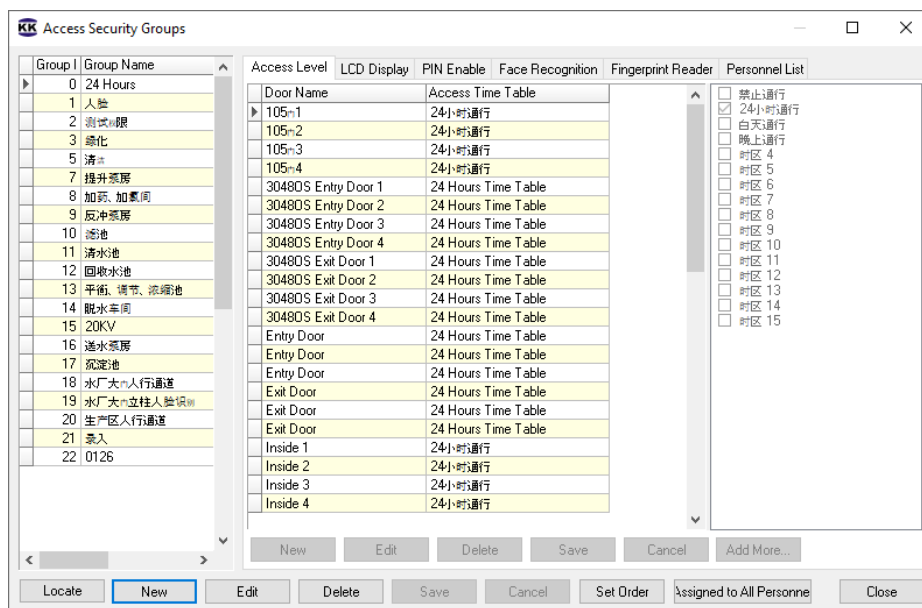 KK Access Security Groups
Group I Group Name
0 24 Hours
1 人脸
2 测试权限
3 绿化
5 清洁
7 提升泵房
8 加药、加氯间
9 反冲泵房
10 滤池
11 清水池
12 回收水池
13 平衡、调节、浓缩池
14 脱水车间
15 20KV
16 送水泵房
17 沉淀池
18 水厂大门人行通道
19 水厂大门立柱人脸识别
20 生产区人行通道
21 录入
22 0126
Access Level LCD Display PIN Enable Face Recognition Fingerprint Reader Personnel List
Door Name Access Time Table
105门1 24小时通行
105门2 24小时通行
105门3 24小时通行
105门4 24小时通行
3048DS Entry Door 1 24 Hours Time Table
3048DS Entry Door 2 24 Hours Time Table
3048DS Entry Door 3 24 Hours Time Table
3048DS Entry Door 4 24 Hours Time Table
3048DS Exit Door 1 24 Hours Time Table
3048DS Exit Door 2 24 Hours Time Table
3048DS Exit Door 3 24 Hours Time Table
3048DS Exit Door 4 24 Hours Time Table
Entry Door 24 Hours Time Table
Entry Door 24 Hours Time Table
Entry Door 24 Hours Time Table
Exit Door 24 Hours Time Table
Exit Door 24 Hours Time Table
Exit Door 24 Hours Time Table
Inside 1 24小时通行
Inside 2 24小时通行
Inside 3 24小时通行
Inside 4 24小时通行
禁止通行
24小时通行
白天通行
晚上通行
时区 4
时区 5
时区 6
时区 7
时区 8
时区 9
时区 10
时区 11
时区 12
时区 13
时区 14
时区 15
New Edit Delete Save Cancel Add More...
Locate New Edit Delete Save Cancel Set Order Assigned to All Personne Close